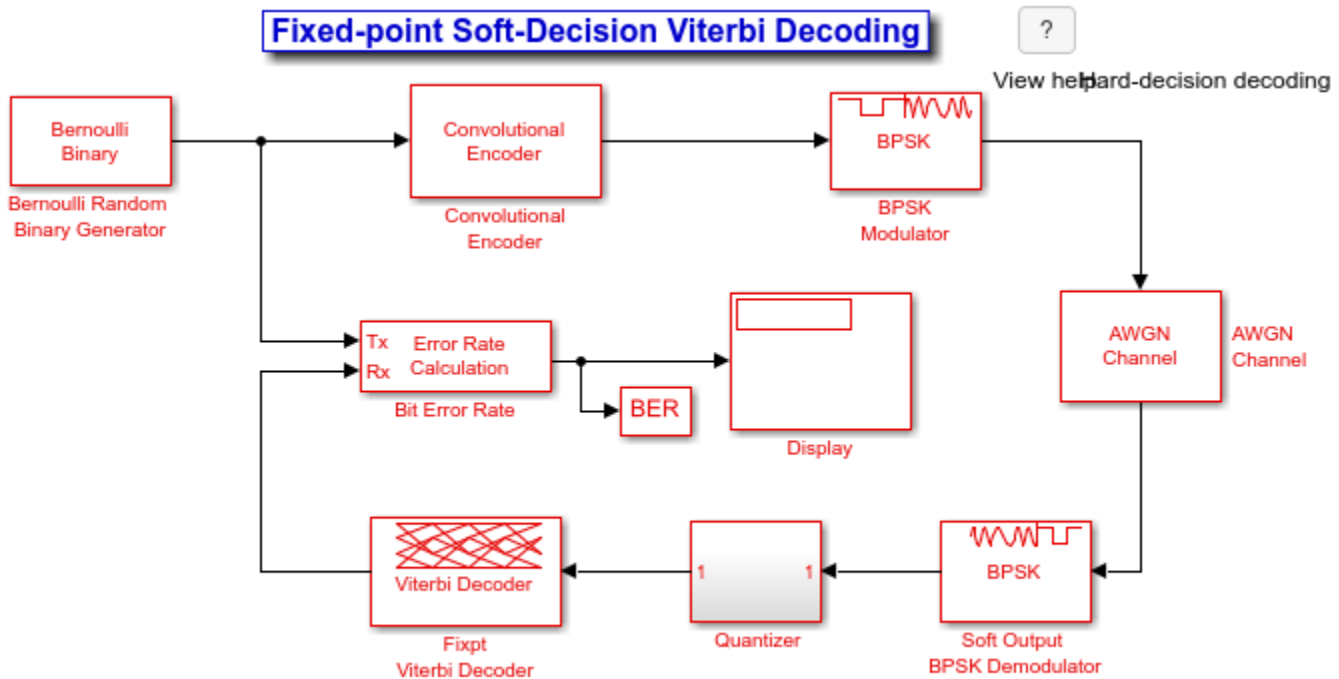 Fixed-point Soft-Decision Viterbi Decoding
?
View help
Hard-decision decoding
Bernoulli
Binary
Bernoulli Random
Binary Generator
Convolutional
Encoder
Convolutional
Encoder
BPSK
BPSK
Modulator
AWGN
Channel
AWGN
Channel
Tx
Rx
Error Rate
Calculation
Bit Error Rate
BER
Display
Viterbi Decoder
Fixpt
Viterbi Decoder
1
1
Quantizer
BPSK
Soft Output
BPSK Demodulator